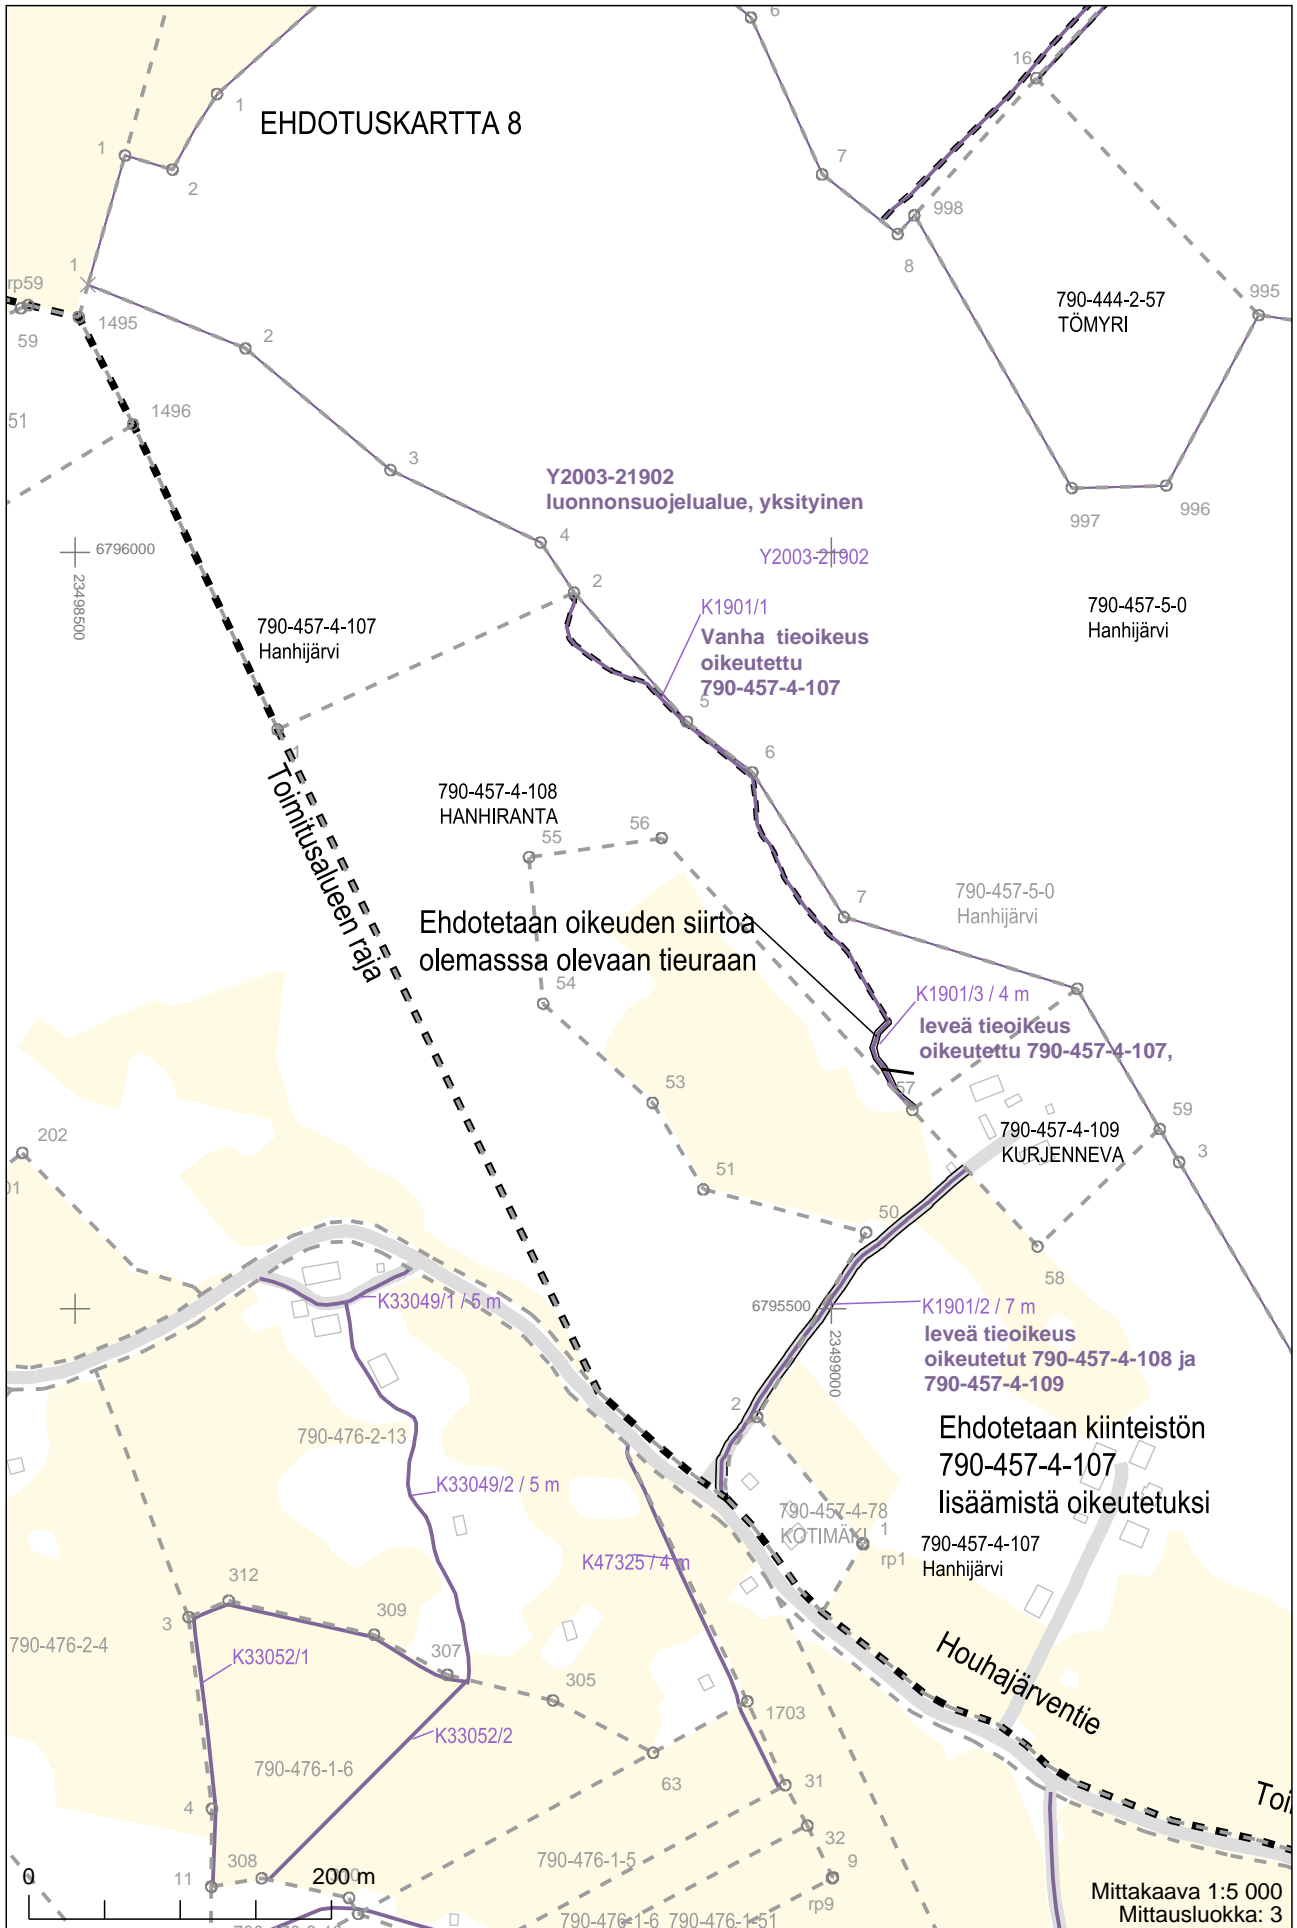 6
16
1
EHDOTUSKARTTA 8
1
2
7
998
8
1
rp59
1495
59
790-444-2-57
TÖMYRI
995
2
51
1496
3
Y2003-21902
luonnonsuojelualue, yksityinen
997
996
4
6796000
23498500
Y2003-21902
2
790-457-4-107
Hanhijärvi
K1901/1
Vanha tieoikeus
oikeutettu
790-457-4-107
790-457-5-0
Hanhijärvi
5
1
6
Toimitusalueen raja
790-457-4-108
HANHIRANTA
55
56
7
790-457-5-0
Hanhijärvi
Ehdotetaan oikeuden siirtoa
olemasssa olevaan tieuraan
54
K1901/3 / 4 m
leveä tieoikeus
oikeutettu 790-457-4-107,
57
53
790-457-4-109
KURJENNEVA
59
3
202
01
51
50
58
K33049/1 / 5 m
6795500
23499000
K1901/2 / 7 m
leveä tieoikeus
oikeutetut 790-457-4-108 ja
790-457-4-109
2
790-476-2-13
Ehdotetaan kiinteistön
790-457-4-107
lisäämistä oikeutetuksi
K33049/2 / 5 m
790-457-4-78
KOTIMÄKI
1
rp1
790-457-4-107
Hanhijärvi
K47325 / 4 m
312
3
309
790-476-2-4
K33052/1
307
305
Houhajärventie
1703
K33052/2
790-476-1-6
63
31
Toi
4
32
790-476-1-5
9
11
308
0
200 m
rp9
790-476-1-6
790-476-1-51
Mittakaava 1:5 000
Mittausluokka: 3